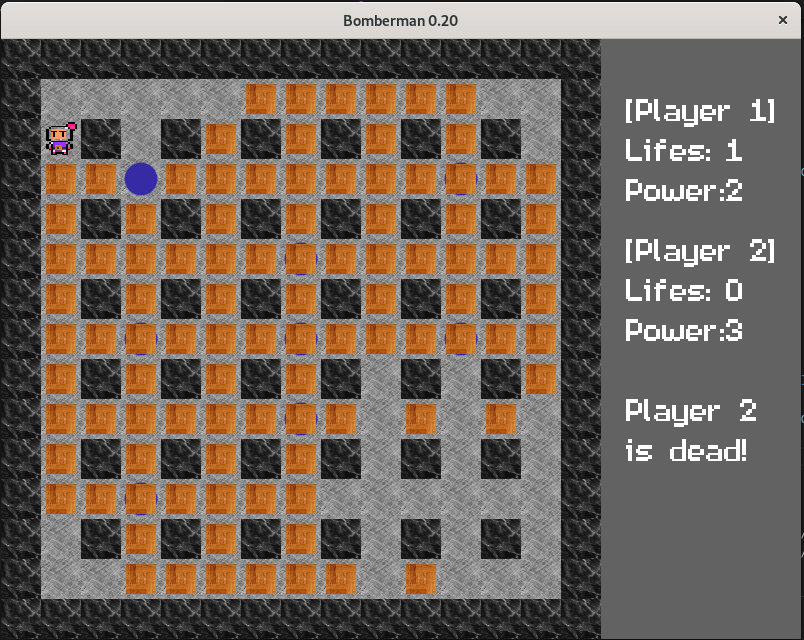 Bomberman 0.20
[Player 1]
Lifes: 1
Power:2
[Player 2]
Lifes: 0
Power:3
Player 2
is dead!